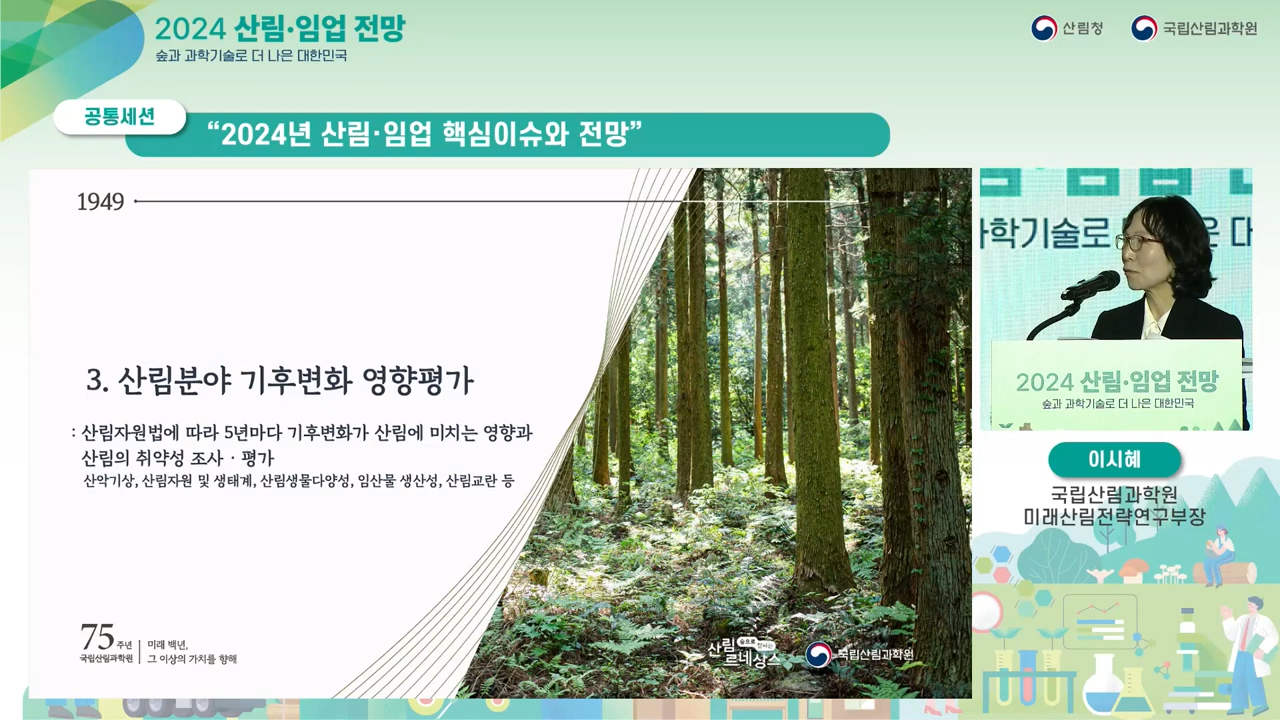 2024 산림·임업 전망
숲과 과학기술로 더 나은 대한민국
산림청
국립산림과학원
공통세션
“2024년 산림·임업 핵심이슈와 전망”
1949
3. 산림분야 기후변화 영향평가
: 산림자원법에 따라 5년마다 기후변화가 산림에 미치는 영향과
산림의 취약성 조사 · 평가
산악기상, 산림자원 및 생태계, 산림생물다양성, 임산물 생산성, 산림교란 등
75주년
국립산림과학원
미래 백년,
그 이상의 가치를 향해
산림
숲으로
잘사는
르네상스
국립산림과학원
과학기술로
은 대
2024 산림·임업 전망
숲과 과학기술로 더 나은 대한민국
이시혜
국립산림과학원
미래산림전략연구부장